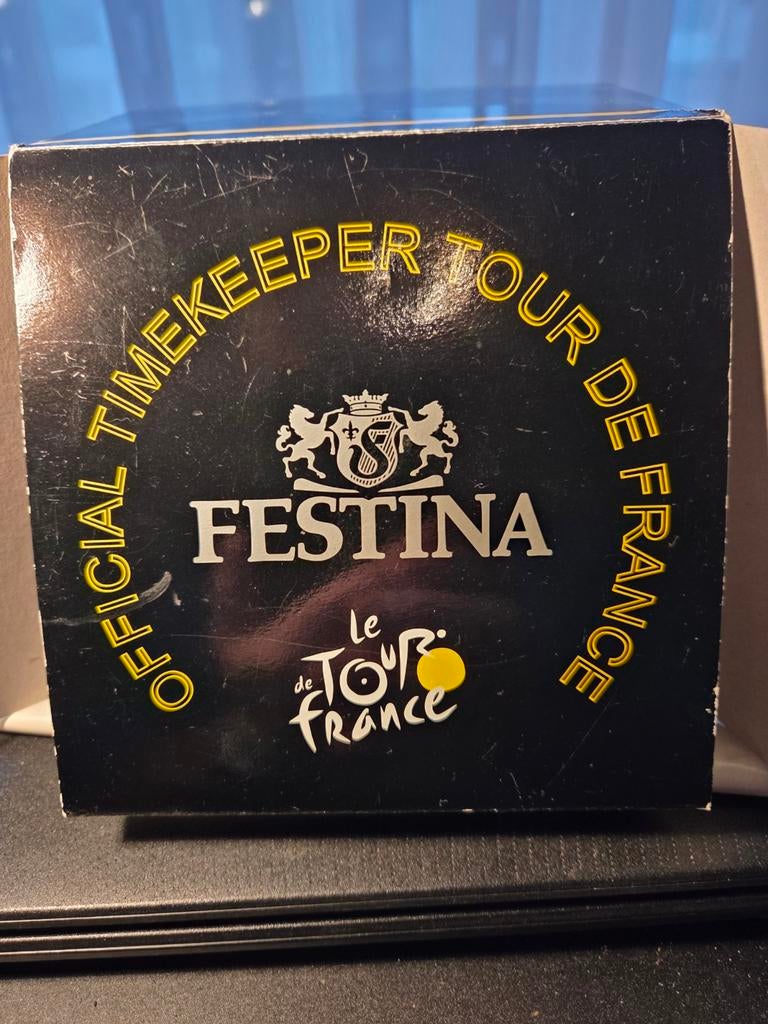 OFFICIAL TIMEKEEPER TOUR DE FRANCE
FESTINA
Le
de TOUR
france